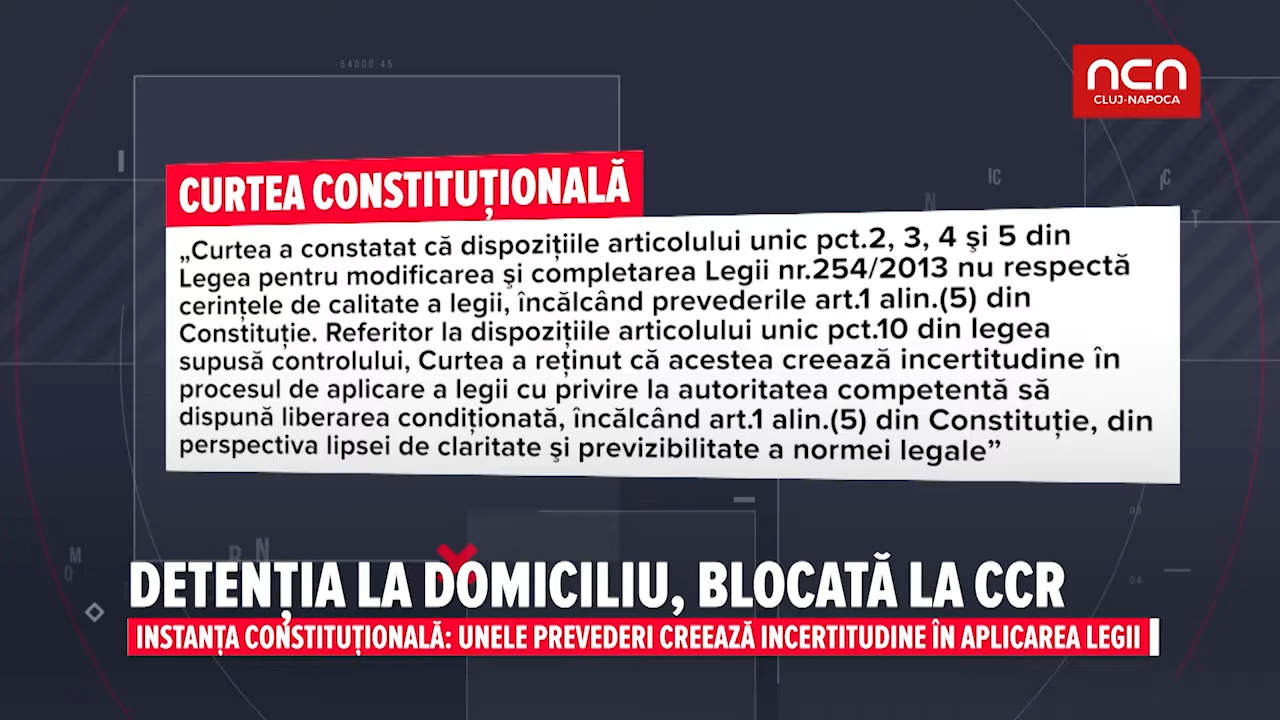 54000.45
ncn
CLUJ-NAPOCA
CURTEA CONSTITUȚIONALĂ
„Curtea a constatat că dispozițiile articolului unic pct.2, 3, 4 şi 5 din
Legea pentru modificarea şi completarea Legii nr.254/2013 nu respectă
cerințele de calitate a legii, încălcând prevederile art.1 alin.(5) din
Constituție. Referitor la dispozițiile articolului unic pct.10 din legea
supusă controlului, Curtea a reținut că acestea creează incertitudine în
procesul de aplicare a legii cu privire la autoritatea competentă să
dispună liberarea condiționată, încălcând art.1 alin.(5) din Constituție, din
perspectiva lipsei de claritate şi previzibilitate a normei legale”
DETENȚIA LA DOMICILIU, BLOCATĂ LA CCR
INSTANȚA CONSTITUȚIONALĂ: UNELE PREVEDERI CREEAZĂ INCERTITUDINE ÎN APLICAREA LEGII